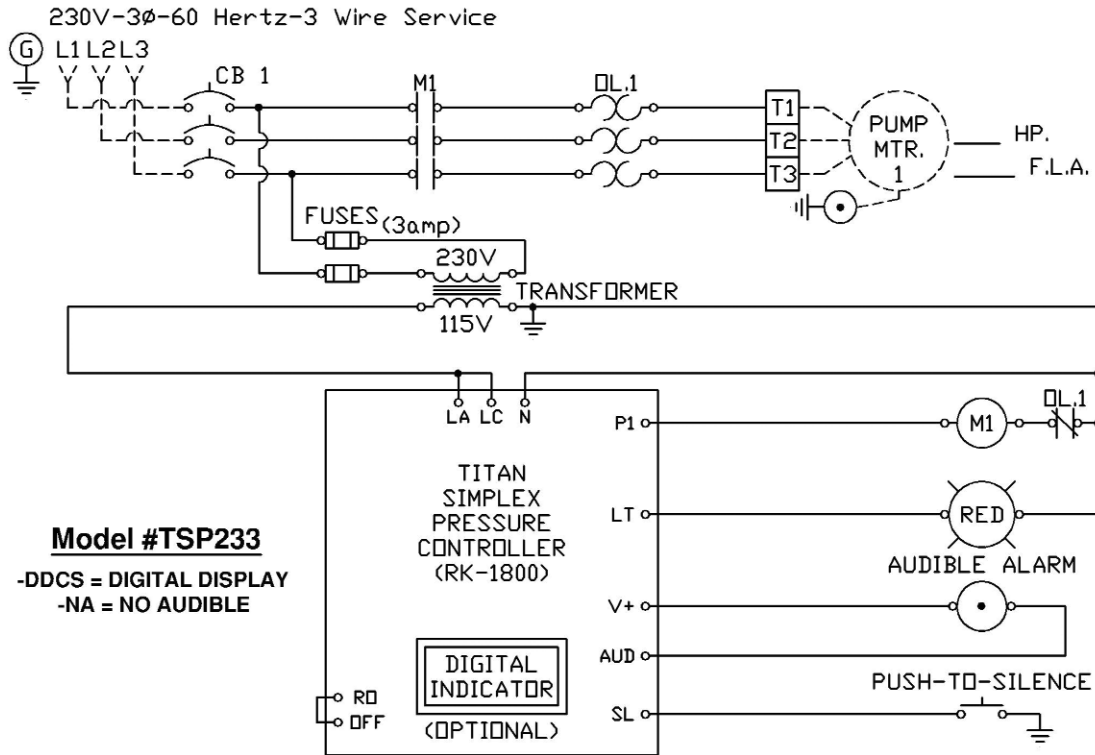 230V-3Ø-60 Hertz-3 Wire Service
G
L1 L2 L3
CB 1
M1
OL.1
T1
T2
T3
PUMP
MTR.
1
HP.
F.L.A.
FUSES (3amp)
230V
TRANSFORMER
115V
LA LC N
P1
M1
OL.1
TITAN
SIMPLEX
PRESSURE
CONTROLLER
(RK-1800)
LT
RED
Model #TSP233
-DDCS = DIGITAL DISPLAY
-NA = NO AUDIBLE
AUDIBLE ALARM
V+
AUD
DIGITAL
INDICATOR
(OPTIONAL)
RO
OFF
PUSH-TO-SILENCE
SL